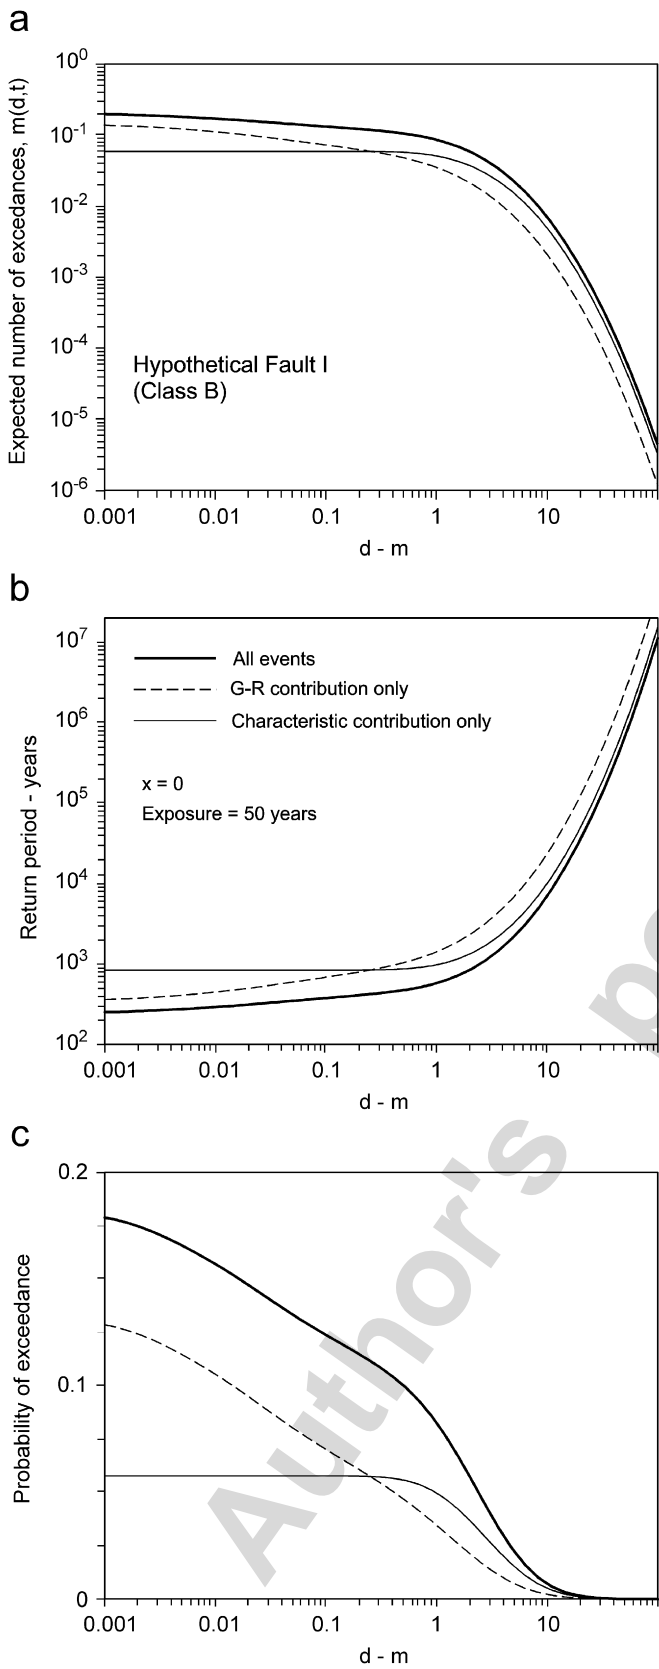 a
Expected number of excedances, m(d,t)
10^0
10^-1
10^-2
10^-3
10^-4
10^-5
10^-6
Hypothetical Fault I
(Class B)
0.001 0.01 0.1 1 10
d - m
b
Return period - years
10^7
10^6
10^5
10^4
10^3
10^2
All events
G-R contribution only
Characteristic contribution only
x = 0
Exposure = 50 years
0.001 0.01 0.1 1 10
d - m
c
Probability of exceedance
0.2
0.1
0
0.001 0.01 0.1 1 10
d - m
Author's